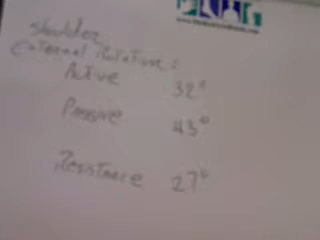 Shoulder
External Rotation:
Active 32°
Passive 43°
Resistance 27°